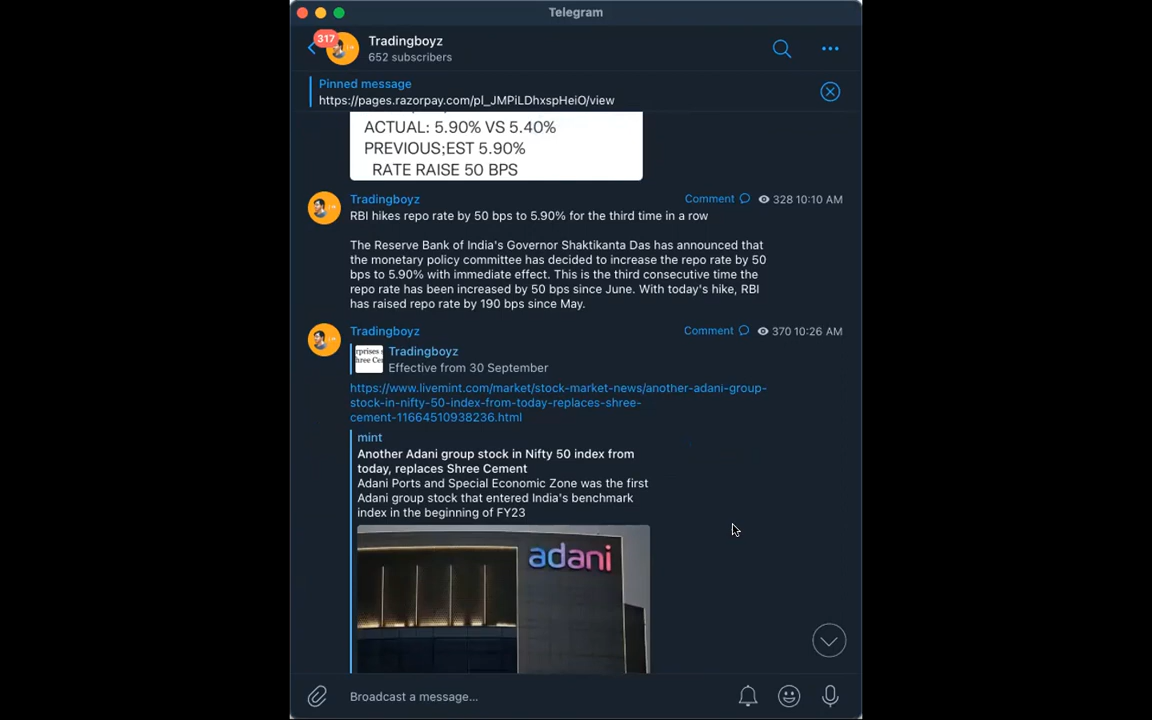 Telegram
317
Tradingboyz
652 subscribers
Pinned message
https://pages.razorpay.com/pl_JMPiLDhxspHeiO/view
ACTUAL: 5.90% VS 5.40%
PREVIOUS;EST 5.90%
RATE RAISE 50 BPS
Tradingboyz Comment 328 10:10 AM
RBI hikes repo rate by 50 bps to 5.90% for the third time in a row
The Reserve Bank of India's Governor Shaktikanta Das has announced that
the monetary policy committee has decided to increase the repo rate by 50
bps to 5.90% with immediate effect. This is the third consecutive time the
repo rate has been increased by 50 bps since June. With today's hike, RBI
has raised repo rate by 190 bps since May.
Tradingboyz Comment 370 10:26 AM
Tradingboyz
Effective from 30 September
https://www.livemint.com/market/stock-market-news/another-adani-group-
stock-in-nifty-50-index-from-today-replaces-shree-
cement-11664510938236.html
mint
Another Adani group stock in Nifty 50 index from
today, replaces Shree Cement
Adani Ports and Special Economic Zone was the first
Adani group stock that entered India's benchmark
index in the beginning of FY23
adani
Broadcast a message...